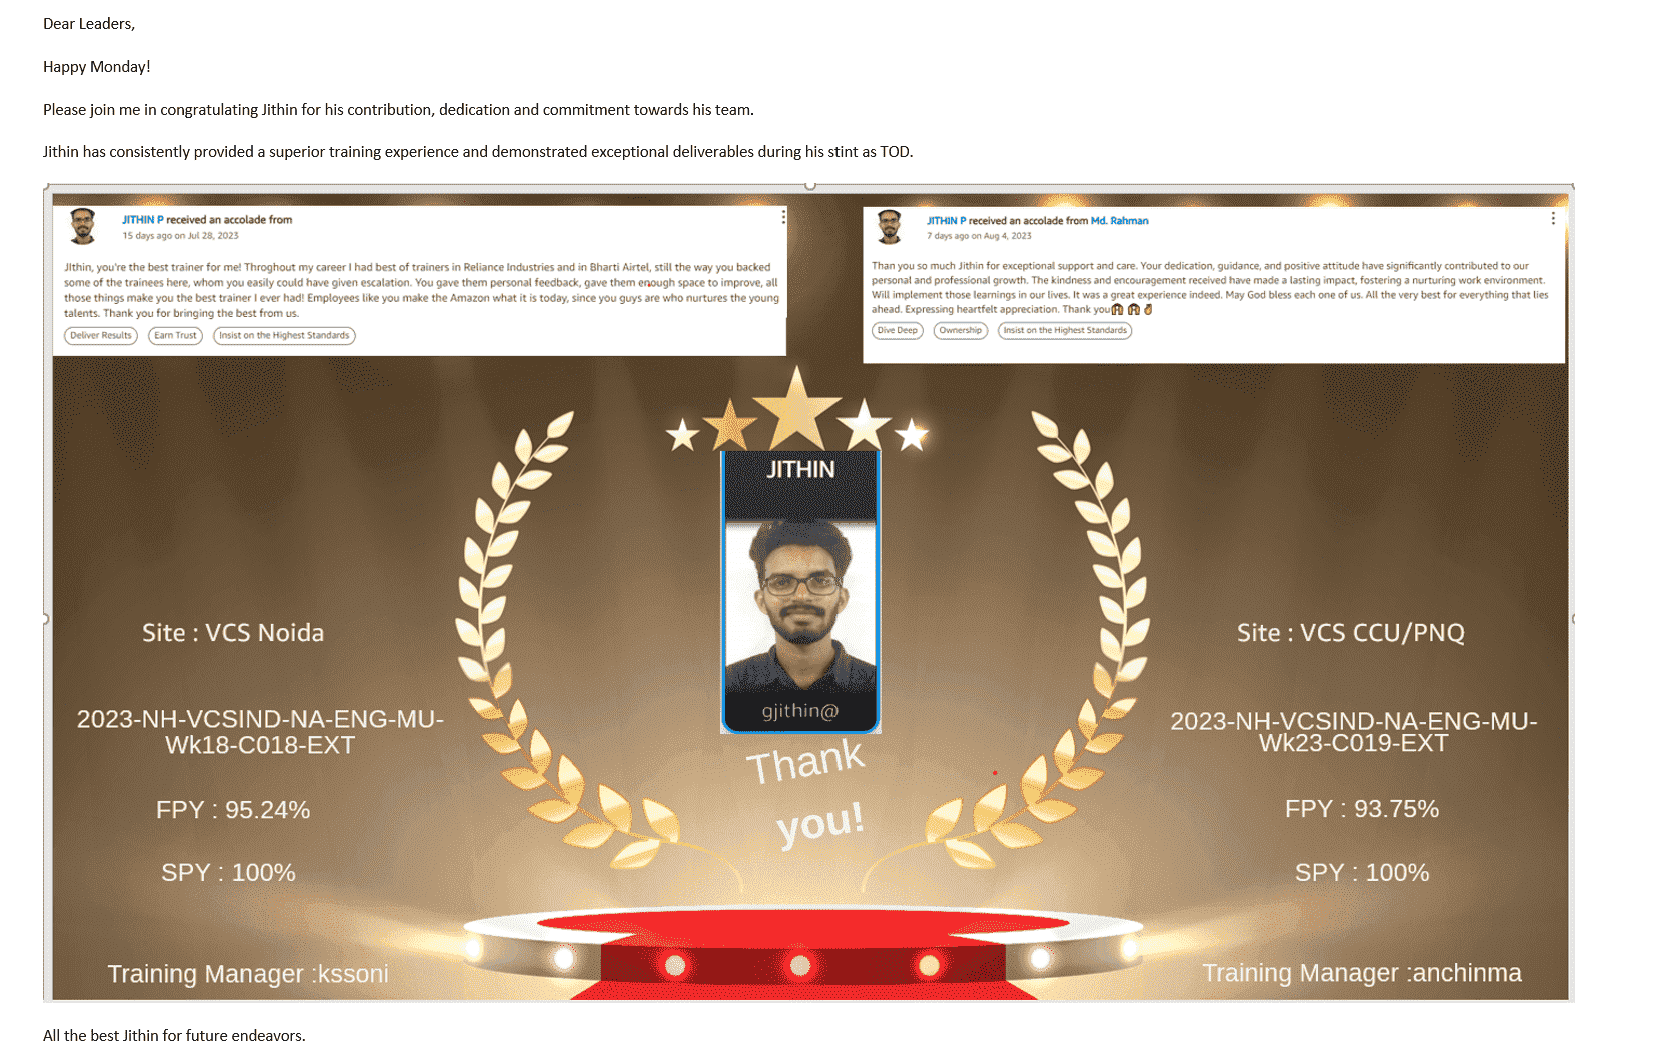 Dear Leaders,
Happy Monday!
Please join me in congratulating Jithin for his contribution, dedication and commitment towards his team.
Jithin has consistently provided a superior training experience and demonstrated exceptional deliverables during his stint as TOD.
JITHIN P received an accolade from
15 days ago on Jul 28, 2023
JIthin, you're the best trainer for me! Throghout my career I had best of trainers in Reliance Industries and in Bharti Airtel, still the way you backed
some of the trainees here, whom you easily could have given escalation. You gave them personal feedback, gave them enough space to improve, all
those things make you the best trainer I ever had! Employees like you make the Amazon what it is today, since you guys are who nurtures the young
talents. Thank you for bringing the best from us.
Deliver Results Earn Trust Insist on the Highest Standards
JITHIN P received an accolade from Md. Rahman
7 days ago on Aug 4, 2023
Than you so much Jithin for exceptional support and care. Your dedication, guidance, and positive attitude have significantly contributed to our
personal and professional growth. The kindness and encouragement received have made a lasting impact, fostering a nurturing work environment.
Will implement those learnings in our lives. It was a great experience indeed. May God bless each one of us. All the very best for everything that lies
ahead. Expressing heartfelt appreciation. Thank you
Dive Deep Ownership Insist on the Highest Standards
JITHIN
gjithin@
Thank
you!
Site : VCS Noida
2023-NH-VCSIND-NA-ENG-MU-
Wk18-C018-EXT
FPY : 95.24%
SPY : 100%
Training Manager :kssoni
Site : VCS CCU/PNQ
2023-NH-VCSIND-NA-ENG-MU-
Wk23-C019-EXT
FPY : 93.75%
SPY : 100%
Training Manager :anchinma
All the best Jithin for future endeavors.